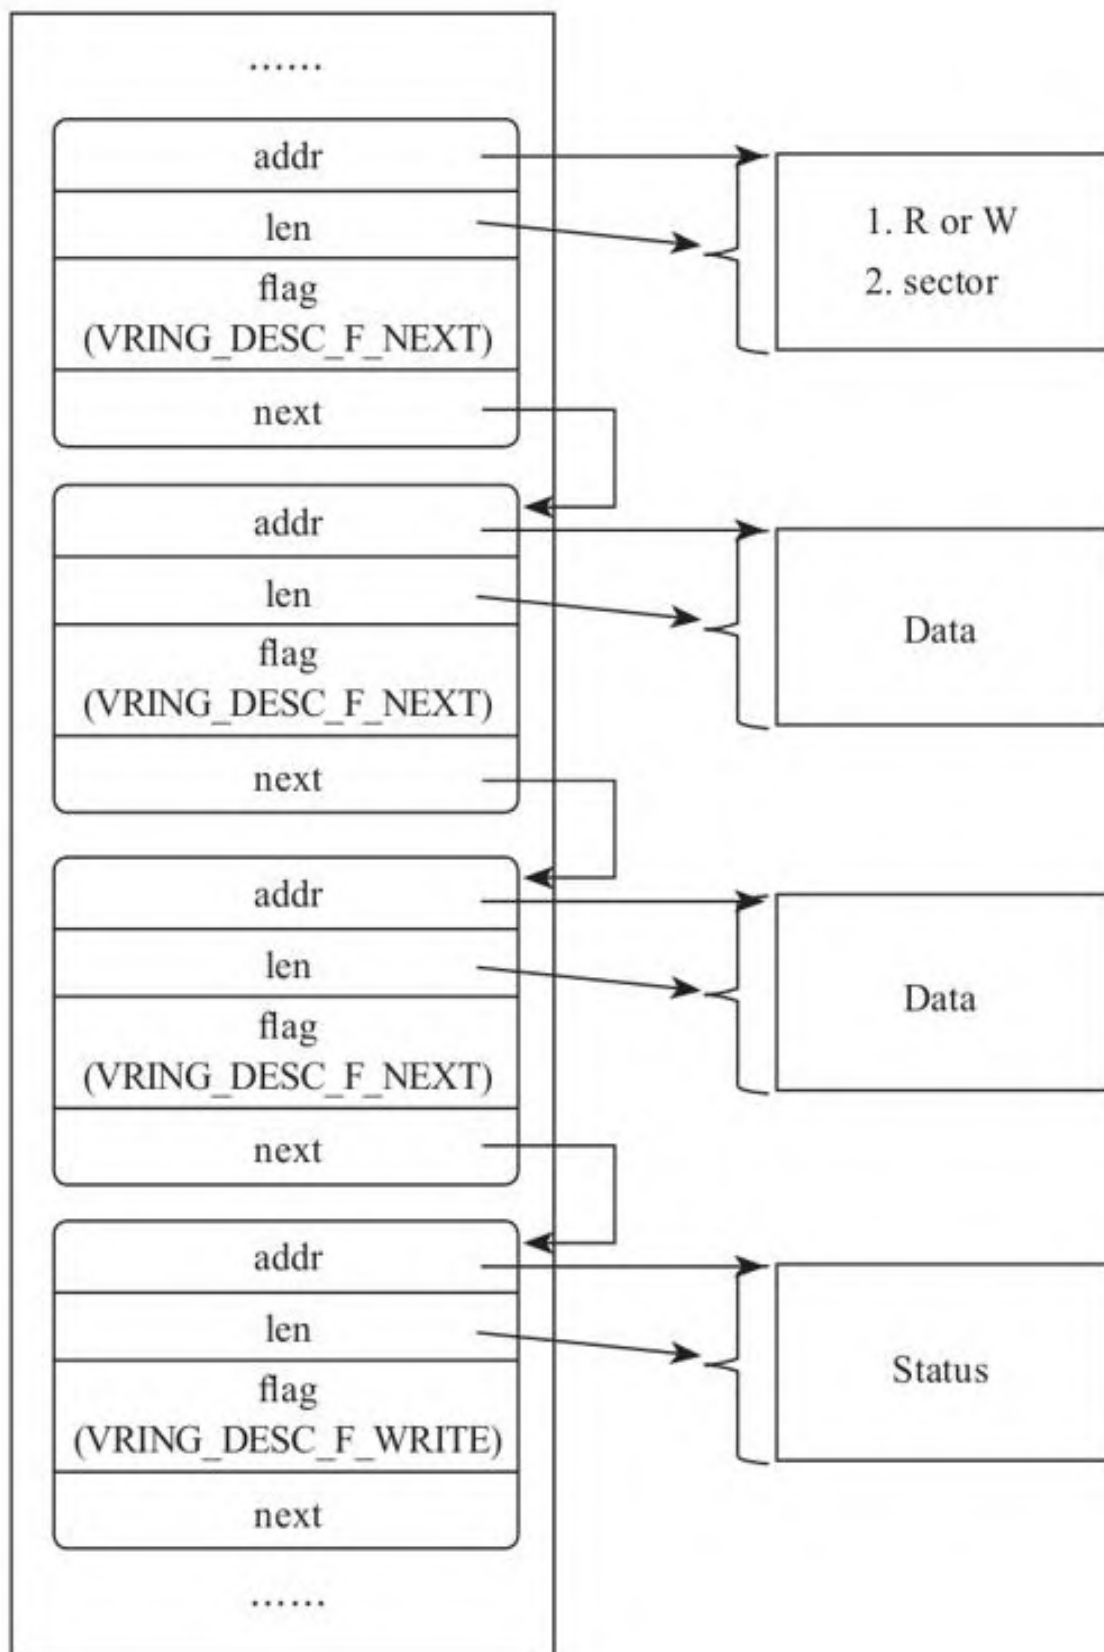 ……
addr
len
flag
(VRING_DESC_F_NEXT)
next
1. R or W
2. sector
addr
len
flag
(VRING_DESC_F_NEXT)
next
Data
addr
len
flag
(VRING_DESC_F_NEXT)
next
Data
addr
len
flag
(VRING_DESC_F_WRITE)
next
Status
……